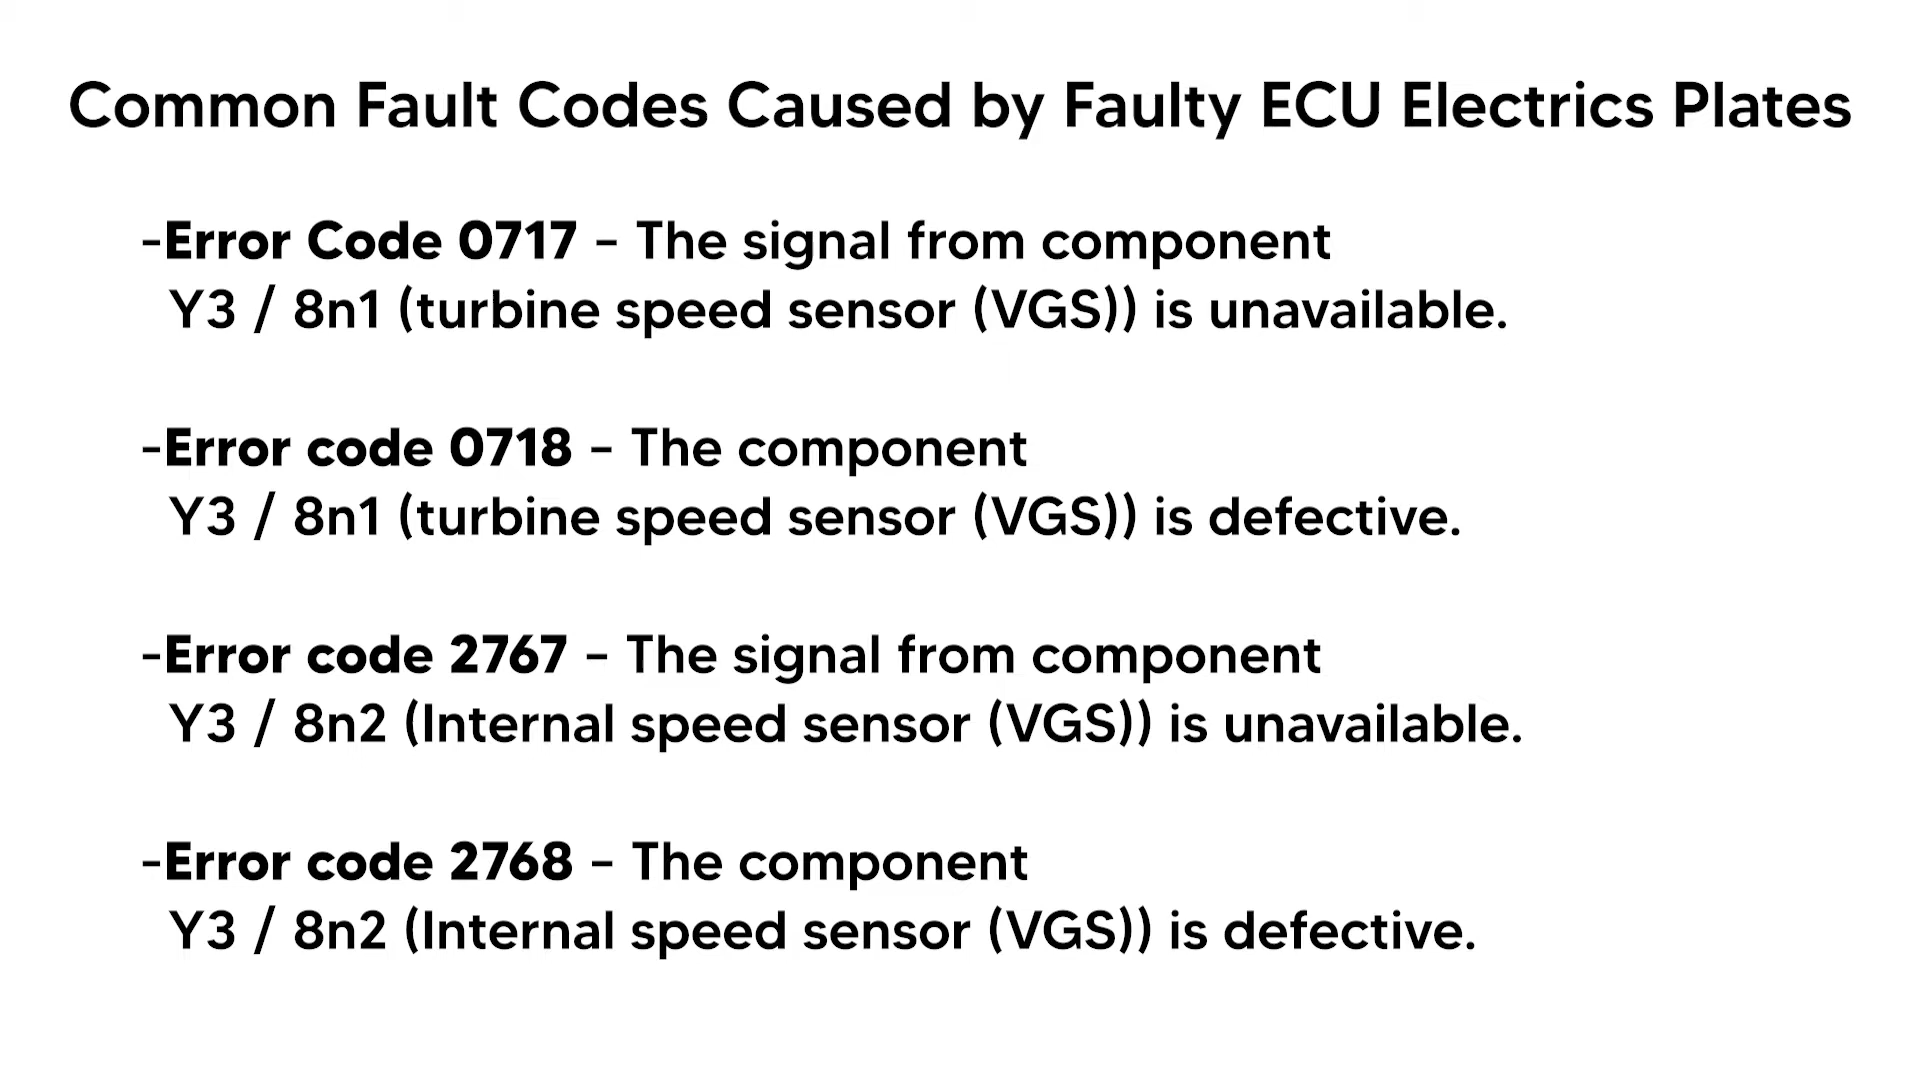 Common Fault Codes Caused by Faulty ECU Electrics Plates
-Error Code 0717 – The signal from component
Y3 / 8n1 (turbine speed sensor (VGS)) is unavailable.
-Error code 0718 – The component
Y3 / 8n1 (turbine speed sensor (VGS)) is defective.
-Error code 2767 – The signal from component
Y3 / 8n2 (Internal speed sensor (VGS)) is unavailable.
-Error code 2768 – The component
Y3 / 8n2 (Internal speed sensor (VGS)) is defective.